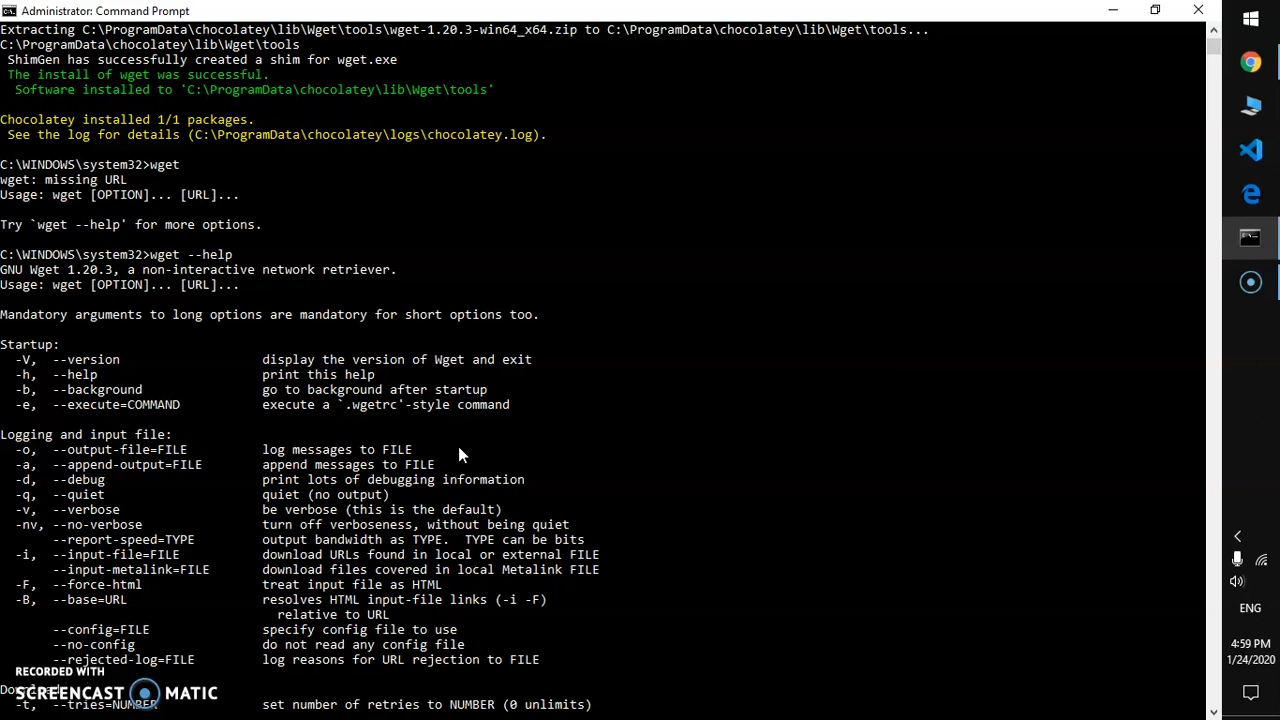 Administrator: Command Prompt
Extracting C:\ProgramData\chocolatey\lib\Wget\tools\wget-1.20.3-win64_x64.zip to C:\ProgramData\chocolatey\lib\Wget\tools...
C:\ProgramData\chocolatey\lib\Wget\tools
ShimGen has successfully created a shim for wget.exe
The install of wget was successful.
Software installed to 'C:\ProgramData\chocolatey\lib\Wget\tools'
Chocolatey installed 1/1 packages.
See the log for details (C:\ProgramData\chocolatey\logs\chocolatey.log).
C:\WINDOWS\system32>wget
wget: missing URL
Usage: wget [OPTION]... [URL]...
Try `wget --help' for more options.
C:\WINDOWS\system32>wget --help
GNU Wget 1.20.3, a non-interactive network retriever.
Usage: wget [OPTION]... [URL]...
Mandatory arguments to long options are mandatory for short options too.
Startup:
-V, --version display the version of Wget and exit
-h, --help print this help
-b, --background go to background after startup
-e, --execute=COMMAND execute a `.wgetrc'-style command
Logging and input file:
-o, --output-file=FILE log messages to FILE
-a, --append-output=FILE append messages to FILE
-d, --debug print lots of debugging information
-q, --quiet quiet (no output)
-v, --verbose be verbose (this is the default)
-nv, --no-verbose turn off verboseness, without being quiet
--report-speed=TYPE output bandwidth as TYPE. TYPE can be bits
-i, --input-file=FILE download URLs found in local or external FILE
--input-metalink=FILE download files covered in local Metalink FILE
-F, --force-html treat input file as HTML
-B, --base=URL resolves HTML input-file links (-i -F)
relative to URL
--config=FILE specify config file to use
--no-config do not read any config file
--rejected-log=FILE log reasons for URL rejection to FILE
RECORDED WITH
SCREENCAST MATIC
-t, --tries=NUMBER set number of retries to NUMBER (0 unlimits)
ENG
4:59 PM
1/24/2020